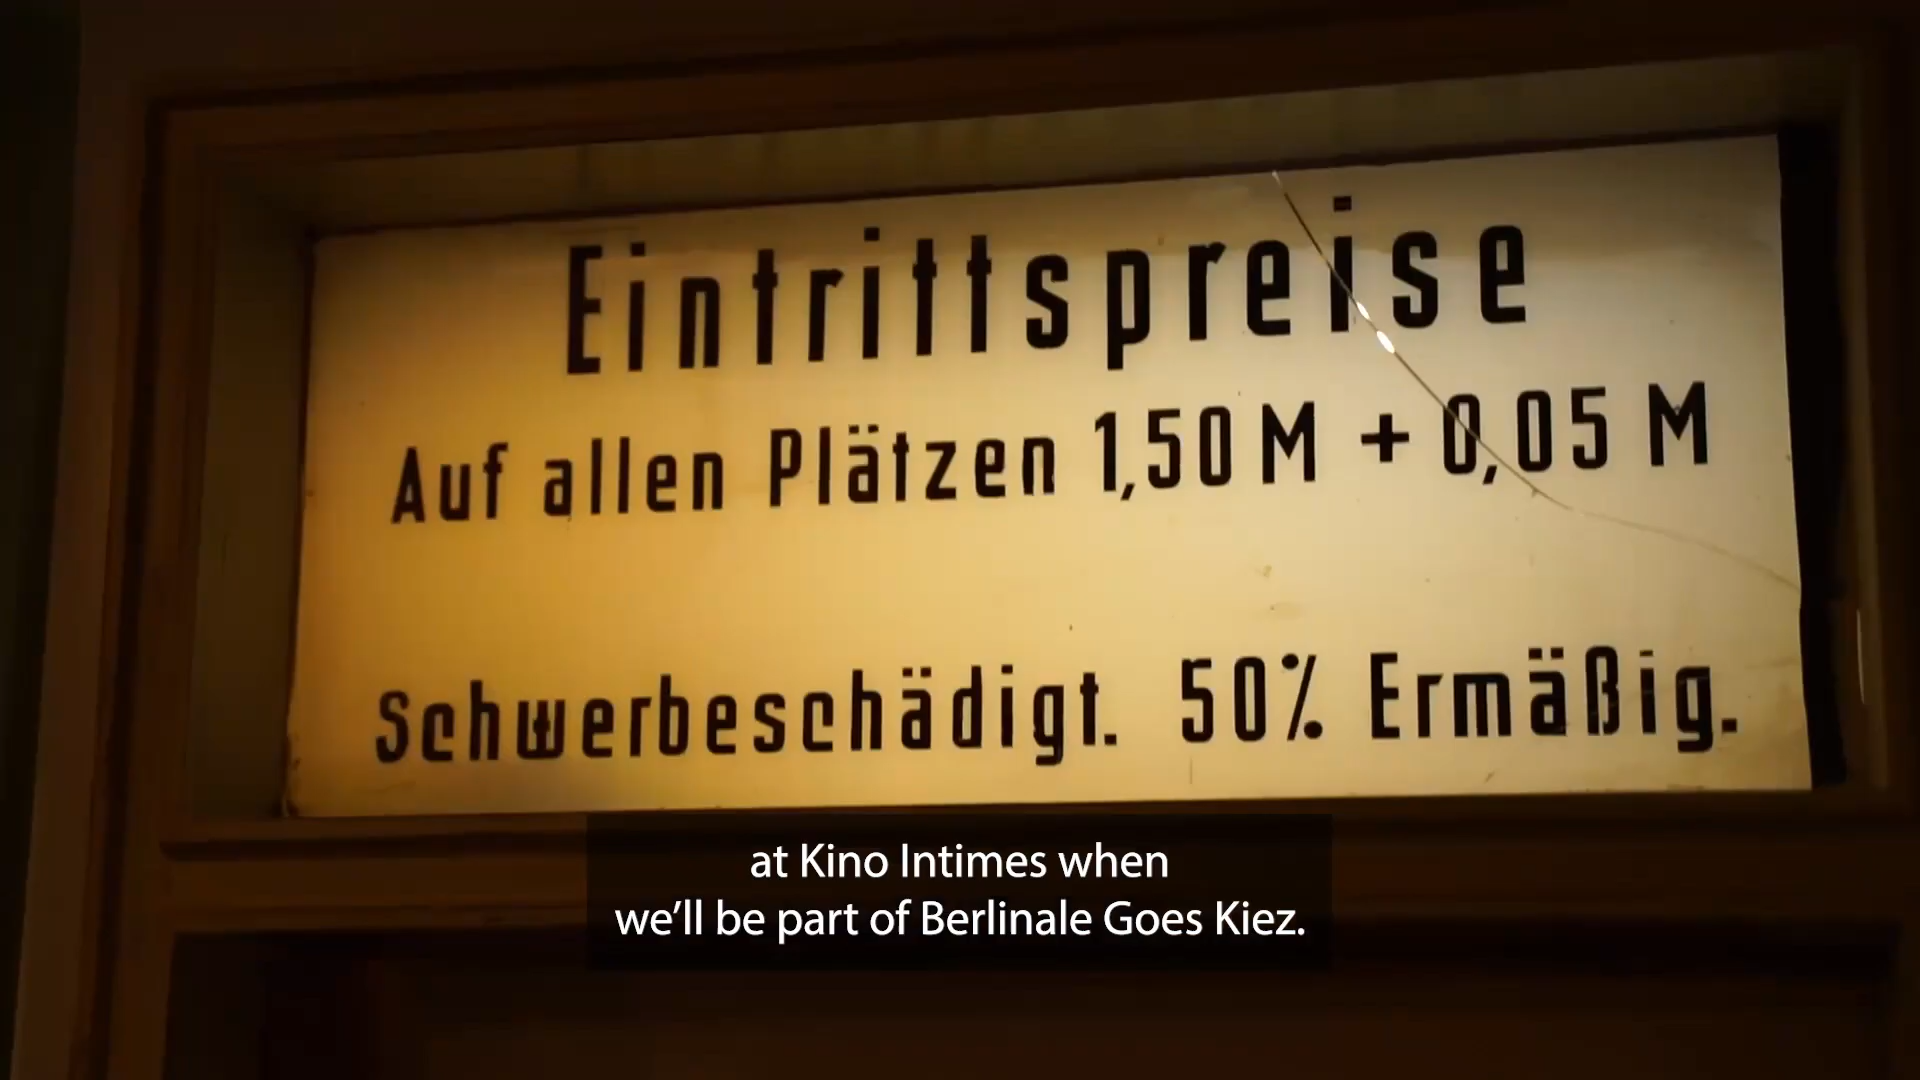 Eintrittspreise
Auf allen Plätzen 1,50 M + 0,05 M
Schwerbeschädigt. 50% Ermäßig.
at Kino Intimes when
we’ll be part of Berlinale Goes Kiez.